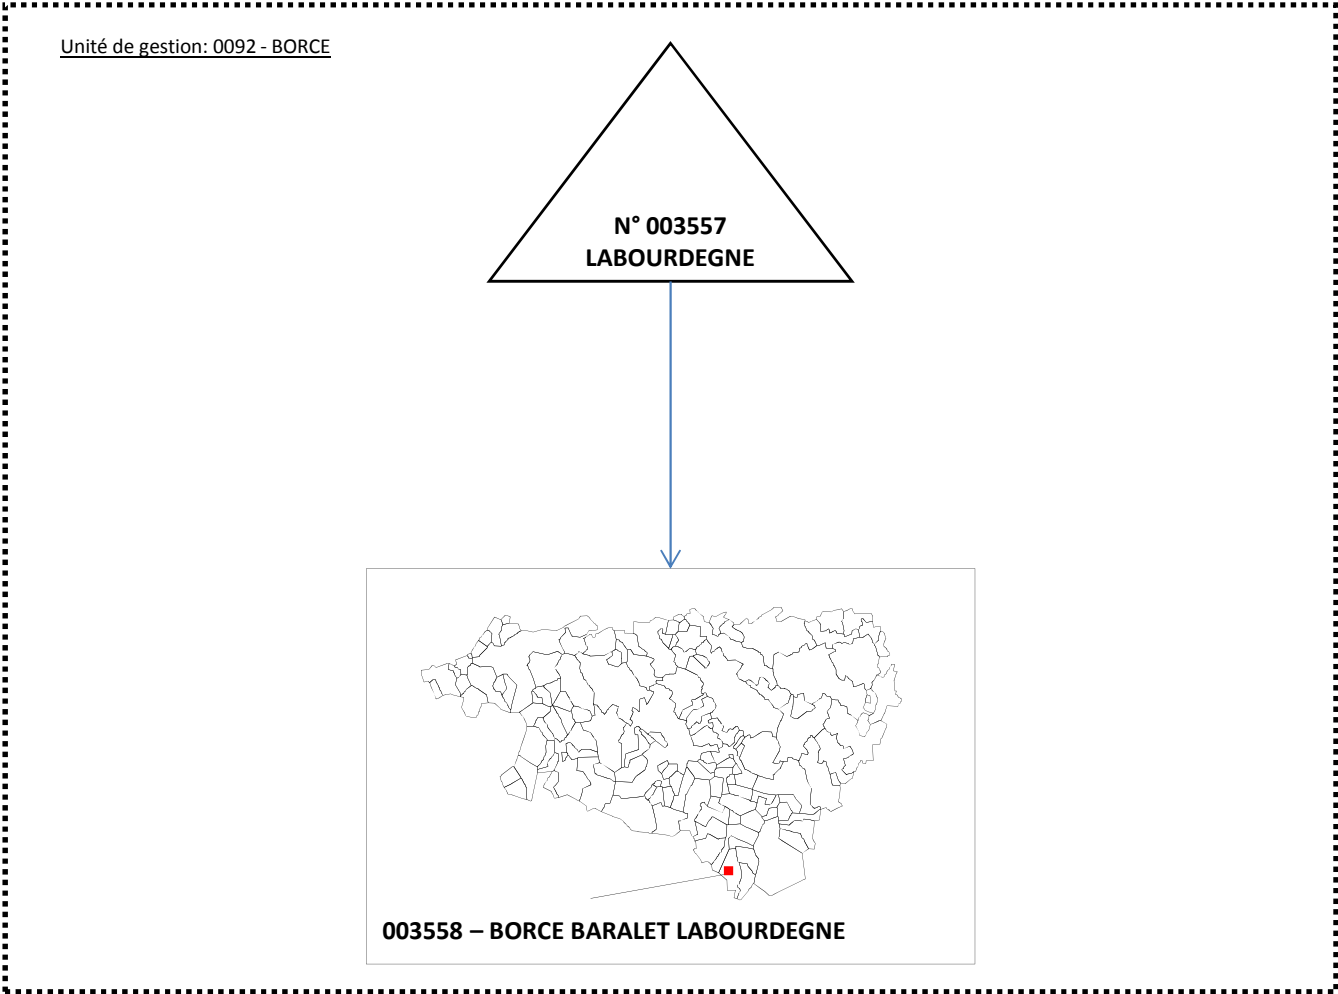 Unité de gestion: 0092 - BORCE
N° 003557
LABOURDEGNE
003558 – BORCE BARALET LABOURDEGNE